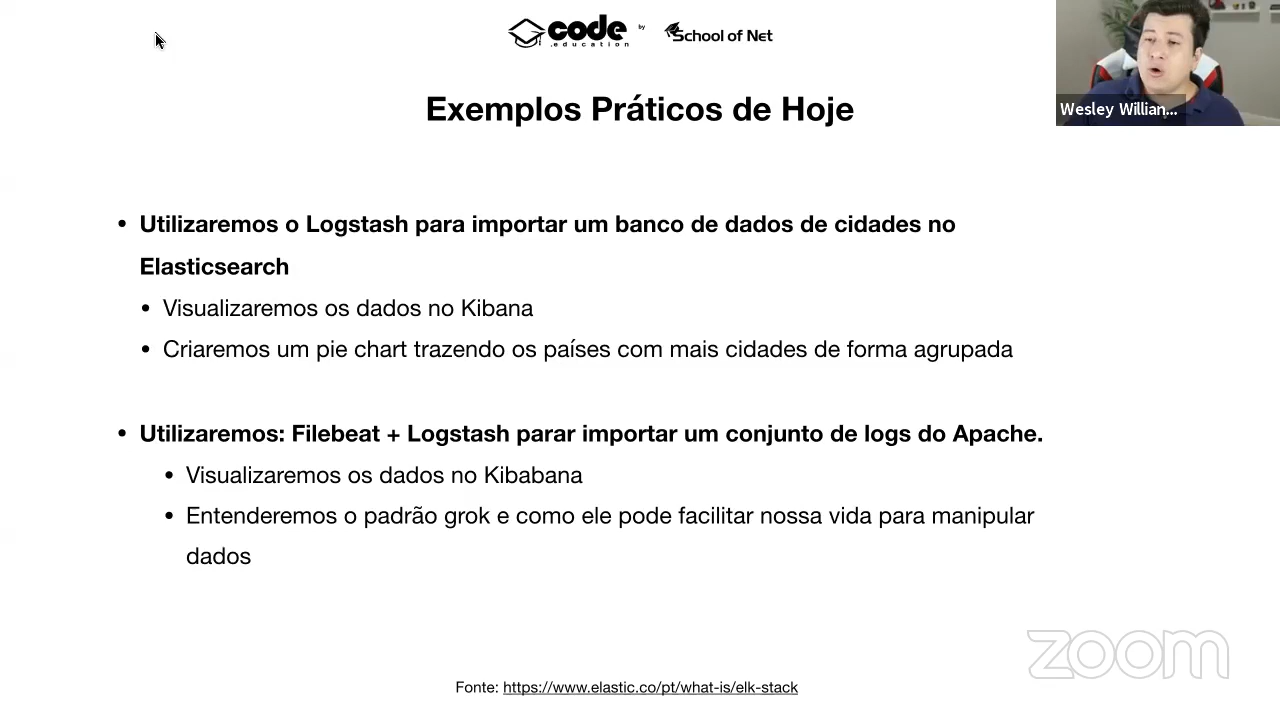 code
.education
by
School of Net
Wesley Willian...
Exemplos Práticos de Hoje
• Utilizaremos o Logstash para importar um banco de dados de cidades no
Elasticsearch
• Visualizaremos os dados no Kibana
• Criaremos um pie chart trazendo os países com mais cidades de forma agrupada
• Utilizaremos: Filebeat + Logstash parar importar um conjunto de logs do Apache.
• Visualizaremos os dados no Kibabana
• Entenderemos o padrão grok e como ele pode facilitar nossa vida para manipular
dados
zoom
Fonte: https://www.elastic.co/pt/what-is/elk-stack